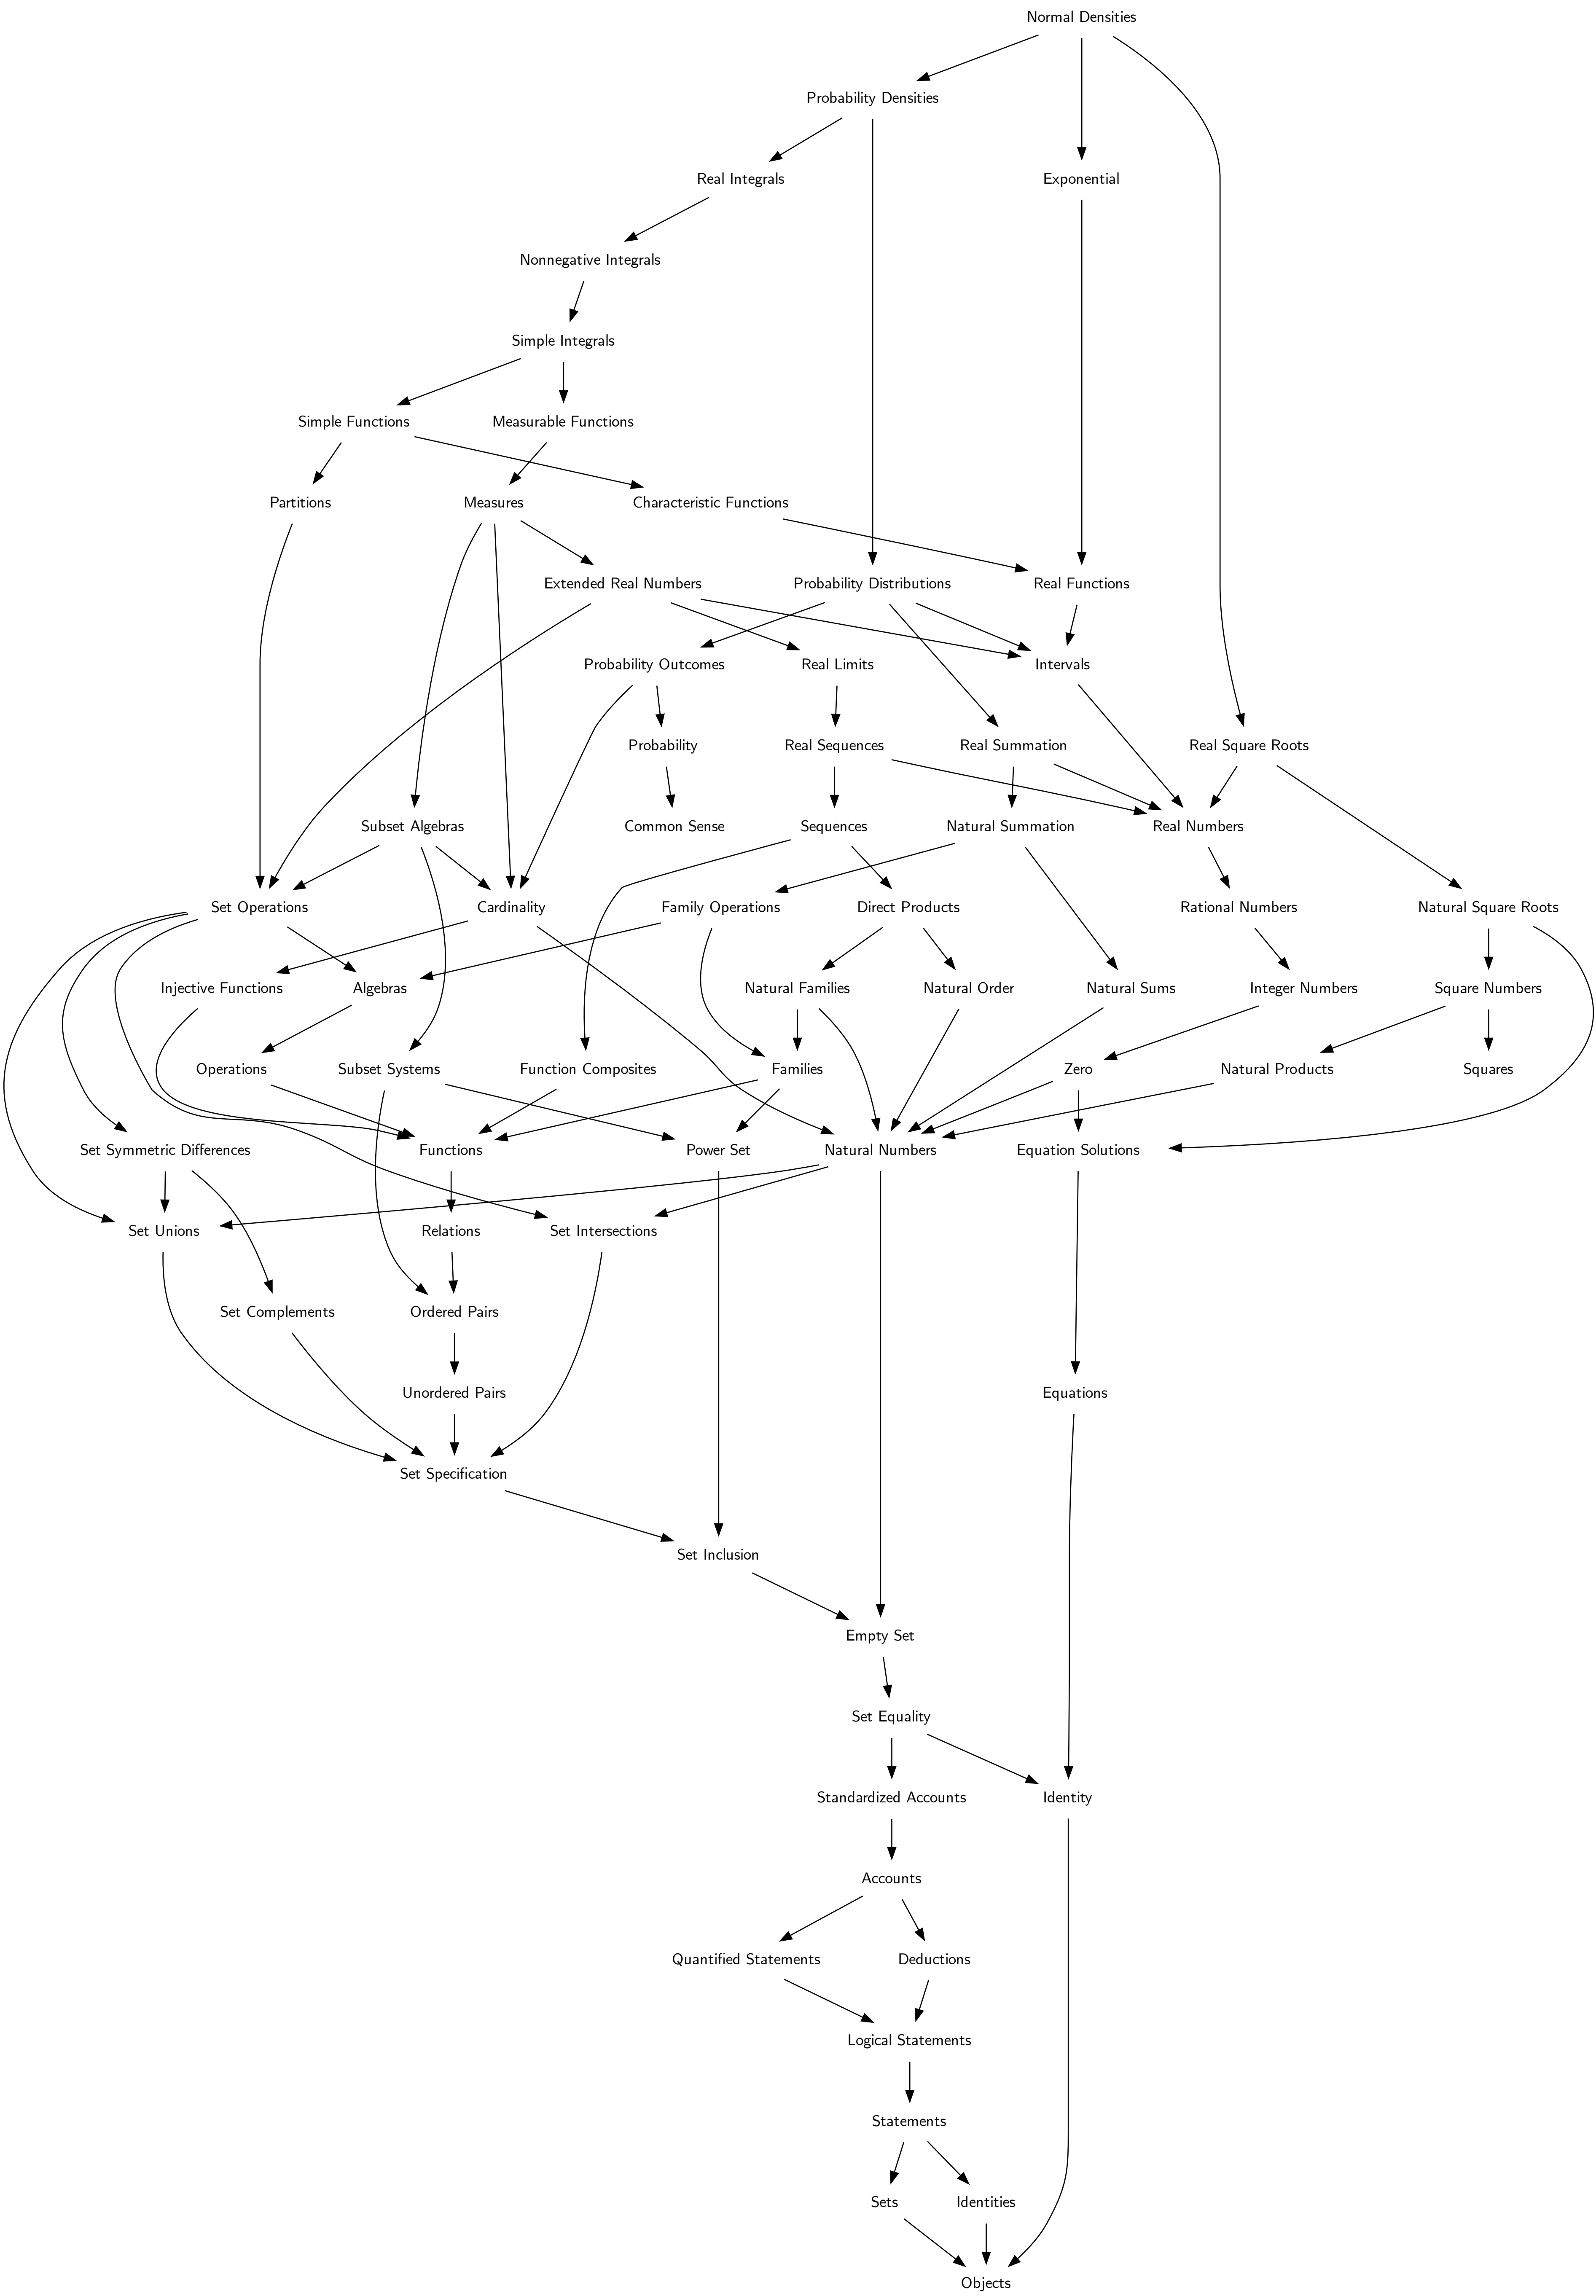 Normal Densities
Probability Densities
Real Integrals
Exponential
Nonnegative Integrals
Simple Integrals
Simple Functions
Measurable Functions
Partitions
Measures
Characteristic Functions
Extended Real Numbers
Probability Distributions
Real Functions
Probability Outcomes
Real Limits
Intervals
Probability
Real Sequences
Real Summation
Real Square Roots
Subset Algebras
Common Sense
Sequences
Natural Summation
Real Numbers
Set Operations
Cardinality
Family Operations
Direct Products
Rational Numbers
Natural Square Roots
Injective Functions
Algebras
Natural Families
Natural Order
Natural Sums
Integer Numbers
Square Numbers
Operations
Subset Systems
Function Composites
Families
Zero
Natural Products
Squares
Set Symmetric Differences
Functions
Power Set
Natural Numbers
Equation Solutions
Set Unions
Relations
Set Intersections
Set Complements
Ordered Pairs
Unordered Pairs
Equations
Set Specification
Set Inclusion
Empty Set
Set Equality
Standardized Accounts
Identity
Accounts
Quantified Statements
Deductions
Logical Statements
Statements
Sets
Identities
Objects